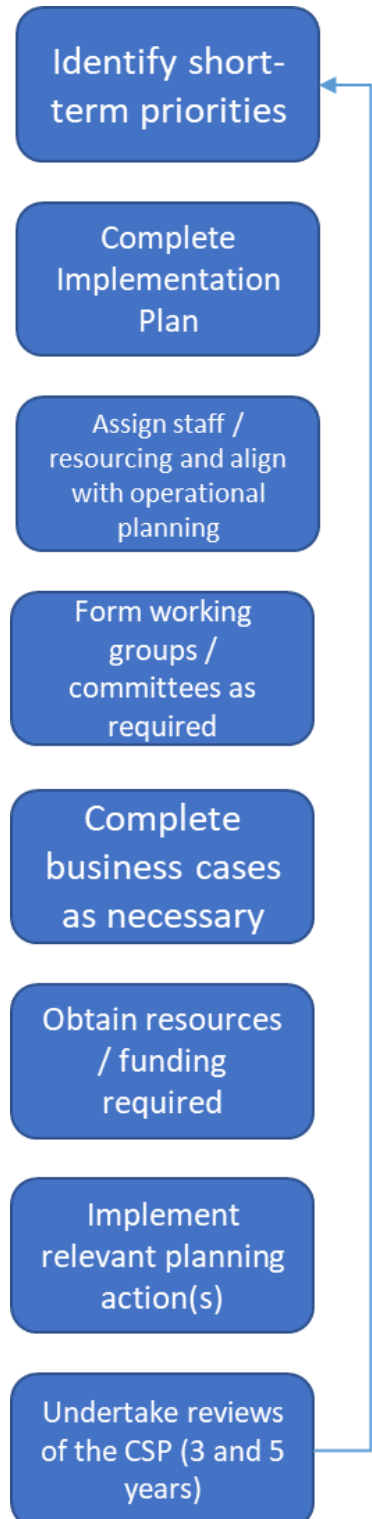 Identify short-
term priorities
Complete
Implementation
Plan
Assign staff /
resourcing and align
with operational
planning
Form working
groups /
committees as
required
Complete
business cases
as necessary
Obtain resources
/ funding
required
Implement
relevant planning
action(s)
Undertake reviews
of the CSP (3 and 5
years)